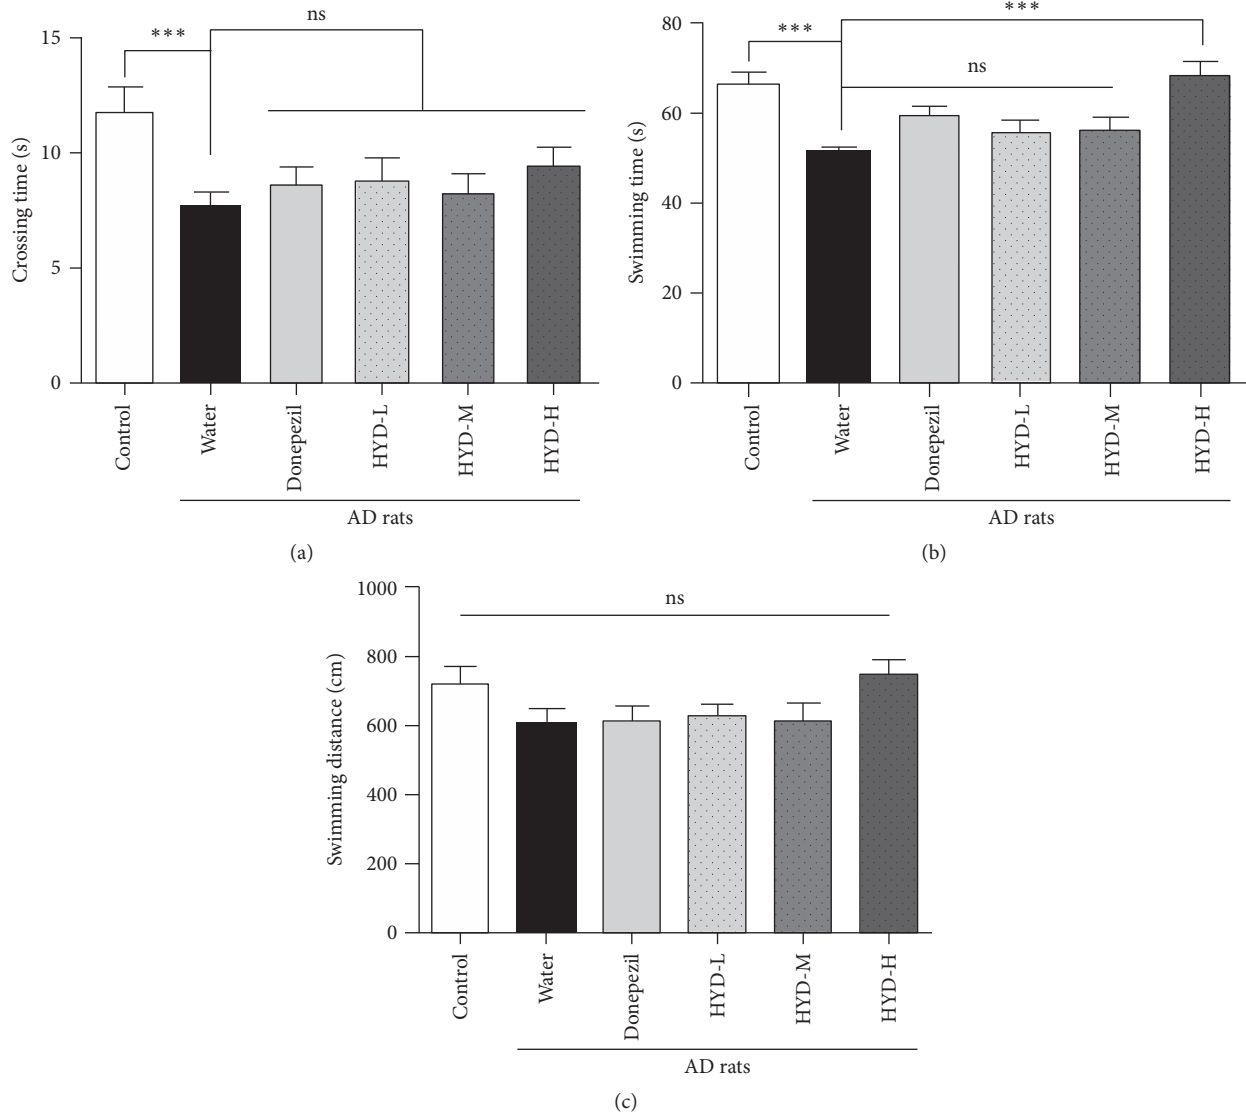 ns
***
15
10
5
0
Crossing time (s)
Control
Water
Donepezil
HYD-L
HYD-M
HYD-H
AD rats
(a)
***
***
ns
80
60
40
20
0
Swimming time (s)
Control
Water
Donepezil
HYD-L
HYD-M
HYD-H
AD rats
(b)
ns
1000
800
600
400
200
0
Swimming distance (cm)
Control
Water
Donepezil
HYD-L
HYD-M
HYD-H
AD rats
(c)